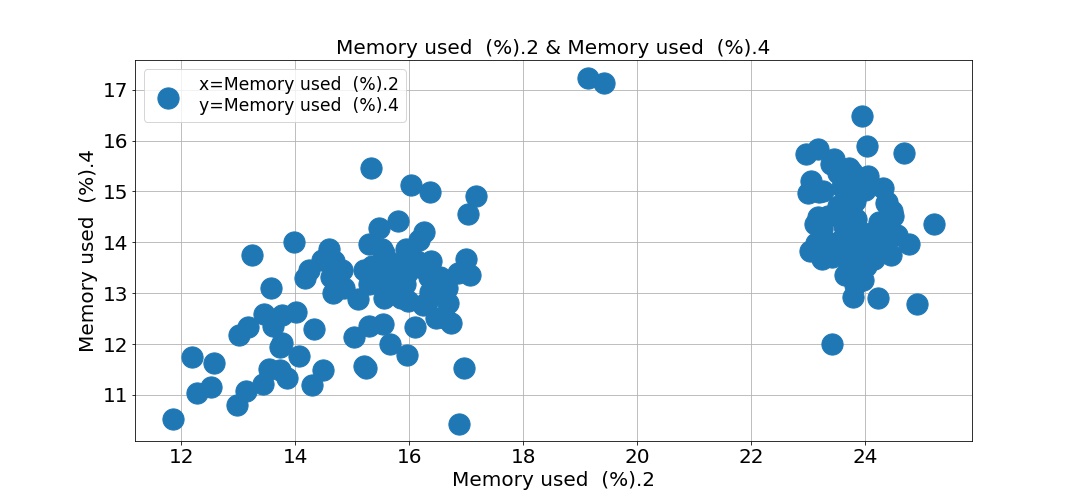 Memory used  (%).2 & Memory used  (%).4
x=Memory used  (%).2
y=Memory used  (%).4
17
16
15
14
13
12
11
Memory used  (%).4
12 14 16 18 20 22 24
Memory used  (%).2